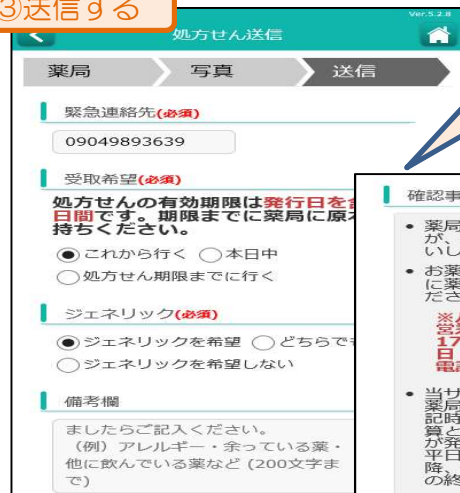 ③送信する
Ver.5.2.8
処方せん送信
薬局
写真
送信
緊急連絡先(必須)
09049893639
受取希望(必須)
処方せんの有効期限は発行日を
日間です。期限までに薬局に原
持ちください。
これから行く 本日中
処方せん期限までに行く
ジェネリック(必須)
ジェネリックを希望 どちらで
ジェネリックを希望しない
備考欄
ましたらご記入ください。
(例)アレルギー・余っている薬・
他に飲んでいる薬など (200文字ま
で)
確認事
• 薬局
が、
いし
• お薬
に薬
ださ
営業
17
日
電話
• 当サ
薬局
記時
算と
が発
平日
降、
の終